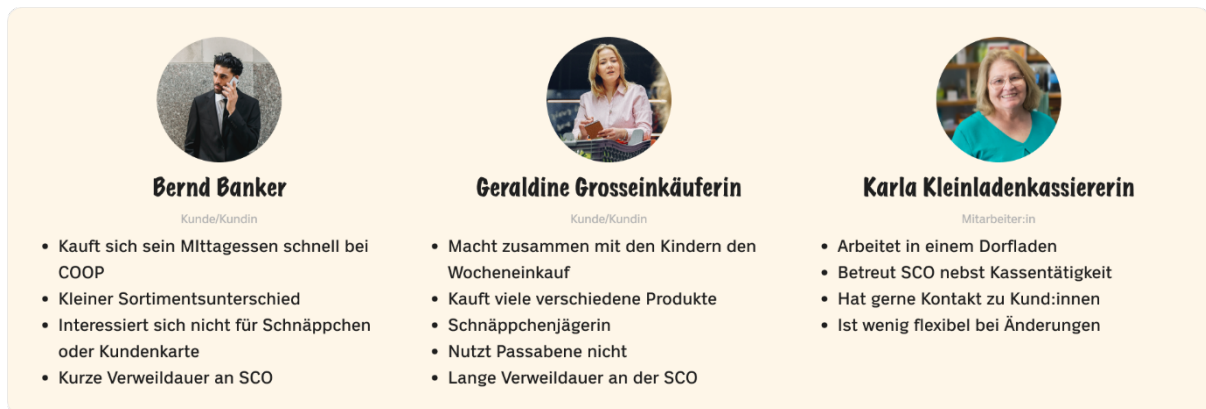 Bernd Banker
Kunde/Kundin
• Kauft sich sein MIttagessen schnell bei
COOP
• Kleiner Sortimentsunterschied
• Interessiert sich nicht für Schnäppchen
oder Kundenkarte
• Kurze Verweildauer an SCO
Geraldine Grosseinkäuferin
Kunde/Kundin
• Macht zusammen mit den Kindern den
Wocheneinkauf
• Kauft viele verschiedene Produkte
• Schnäppchenjägerin
• Nutzt Passabene nicht
• Lange Verweildauer an der SCO
Karla Kleinladenkassiererin
Mitarbeiter:in
• Arbeitet in einem Dorfladen
• Betreut SCO nebst Kassentätigkeit
• Hat gerne Kontakt zu Kund:innen
• Ist wenig flexibel bei Änderungen